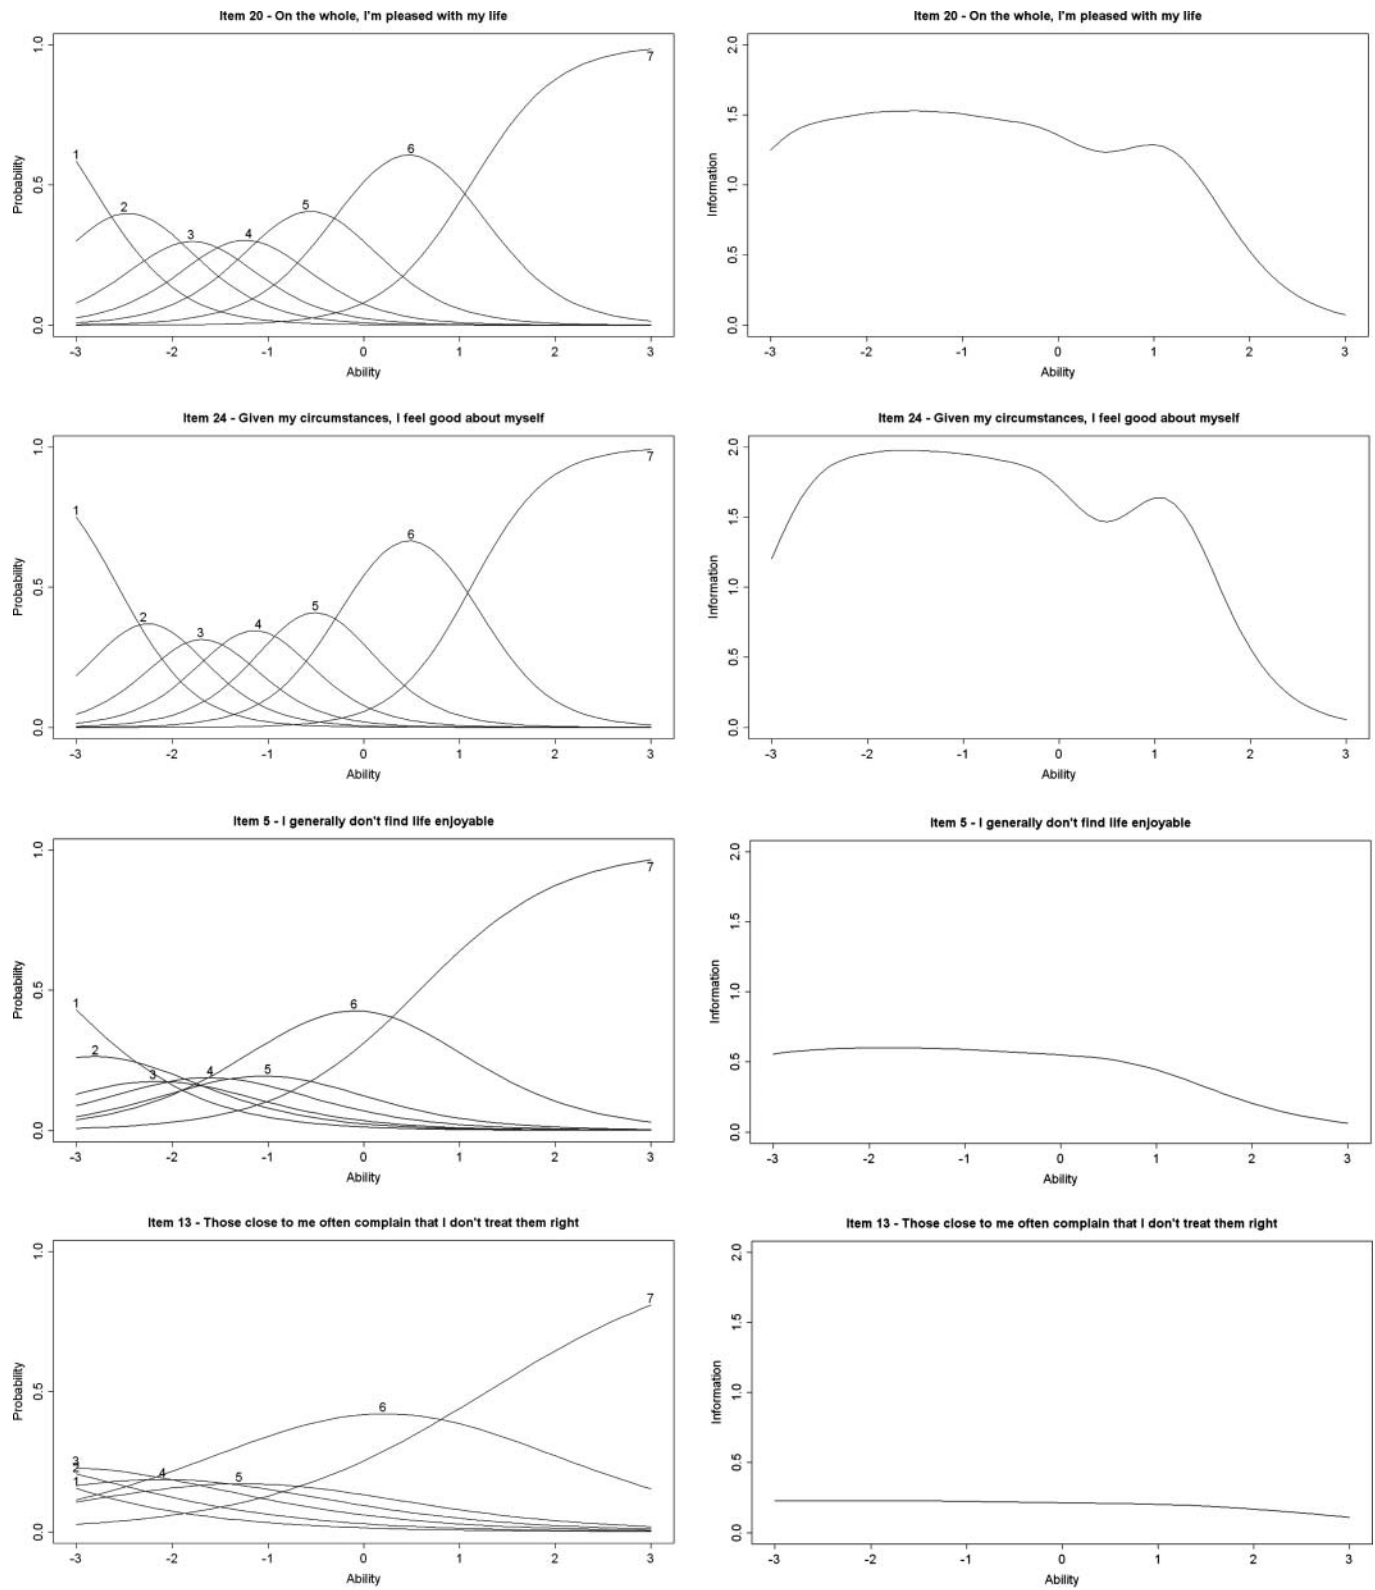 Item 20 - On the whole, I'm pleased with my life
Probability
1.0
0.5
0.0
1
2
3
4
5
6
7
-3 -2 -1 0 1 2 3
Ability
Item 20 - On the whole, I'm pleased with my life
Information
2.0
1.5
1.0
0.5
0.0
-3 -2 -1 0 1 2 3
Ability
Item 24 - Given my circumstances, I feel good about myself
Probability
1.0
0.5
0.0
1
2
3
4
5
6
7
-3 -2 -1 0 1 2 3
Ability
Item 24 - Given my circumstances, I feel good about myself
Information
2.0
1.5
1.0
0.5
0.0
-3 -2 -1 0 1 2 3
Ability
Item 5 - I generally don't find life enjoyable
Probability
1.0
0.5
0.0
1
2
3
4
5
6
7
-3 -2 -1 0 1 2 3
Ability
Item 5 - I generally don't find life enjoyable
Information
2.0
1.5
1.0
0.5
0.0
-3 -2 -1 0 1 2 3
Ability
Item 13 - Those close to me often complain that I don't treat them right
Probability
1.0
0.5
0.0
3
2
1
4
5
6
7
-3 -2 -1 0 1 2 3
Ability
Item 13 - Those close to me often complain that I don't treat them right
Information
2.0
1.5
1.0
0.5
0.0
-3 -2 -1 0 1 2 3
Ability